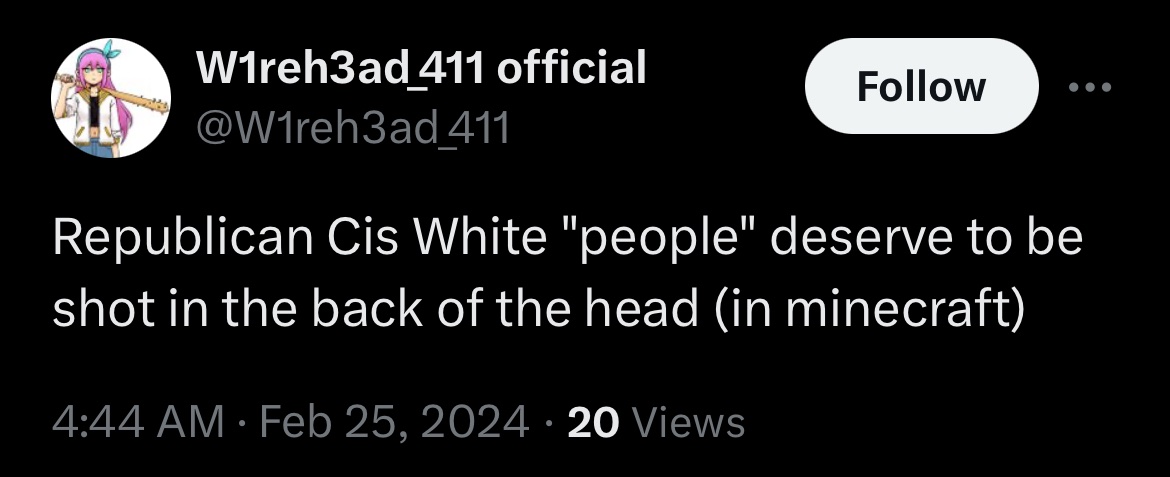 W1reh3ad_411 official
@W1reh3ad_411
Follow
Republican Cis White "people" deserve to be
shot in the back of the head (in minecraft)
4:44 AM · Feb 25, 2024 · 20 Views